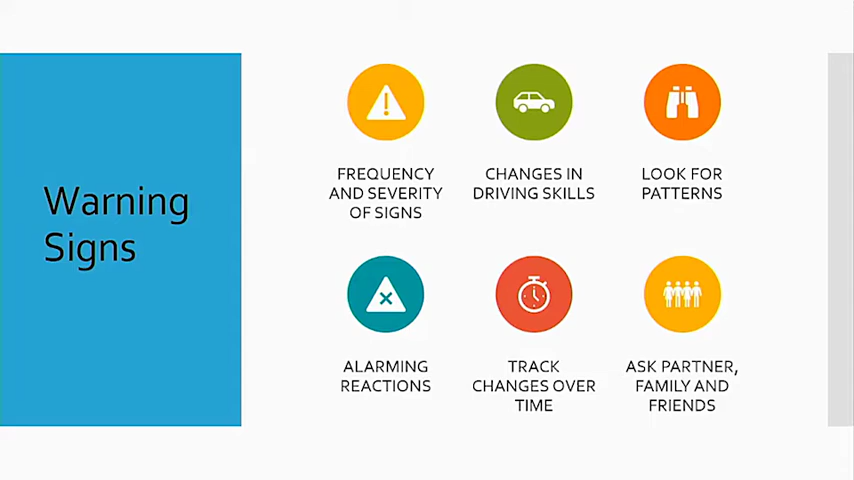 Warning
Signs
FREQUENCY
AND SEVERITY
OF SIGNS
CHANGES IN
DRIVING SKILLS
LOOK FOR
PATTERNS
ALARMING
REACTIONS
TRACK
CHANGES OVER
TIME
ASK PARTNER,
FAMILY AND
FRIENDS